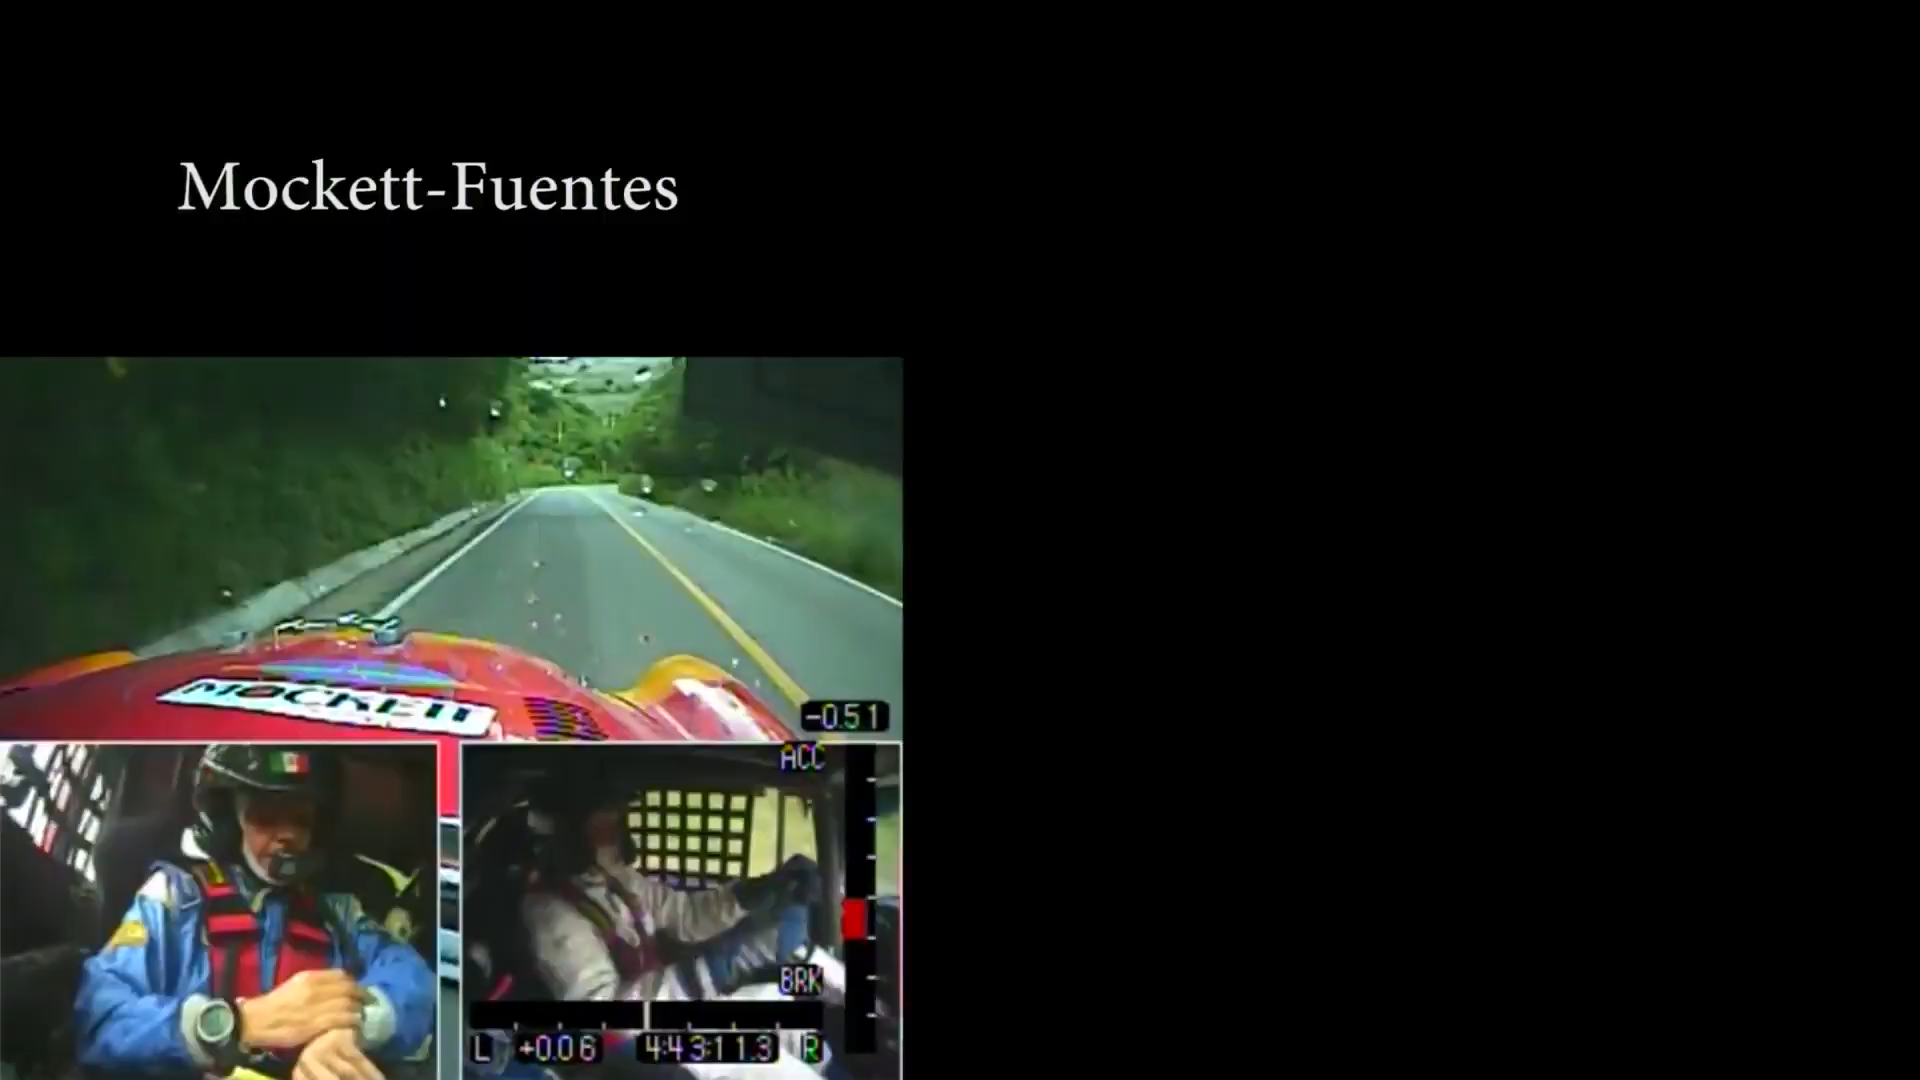 Mockett-Fuentes
MOCKETT
-0.51
ACC
BRK
L +0.06 4:43:11.3 R